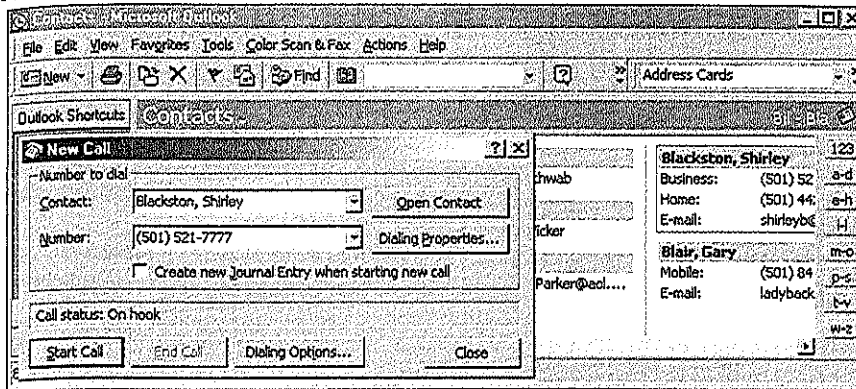 Contacts - Microsoft Outlook
File Edit View Favorites Tools Color Scan & Fax Actions Help
New Find Address Cards
Outlook Shortcuts Contacts Bil - Bla
New Call
Number to dial
Contact: Blackston, Shirley Open Contact
Number: (501) 521-7777 Dialing Properties...
Create new Journal Entry when starting new call
Call status: On hook
Start Call End Call Dialing Options... Close
hwab
icker
Parker@aol....
Blackston, Shirley
Business: (501) 52
Home: (501) 44
E-mail: shirleyb@
Blair, Gary
Mobile: (501) 84
E-mail: ladyback
123
a-d
e-h
m-o
p-s
t-v
w-z